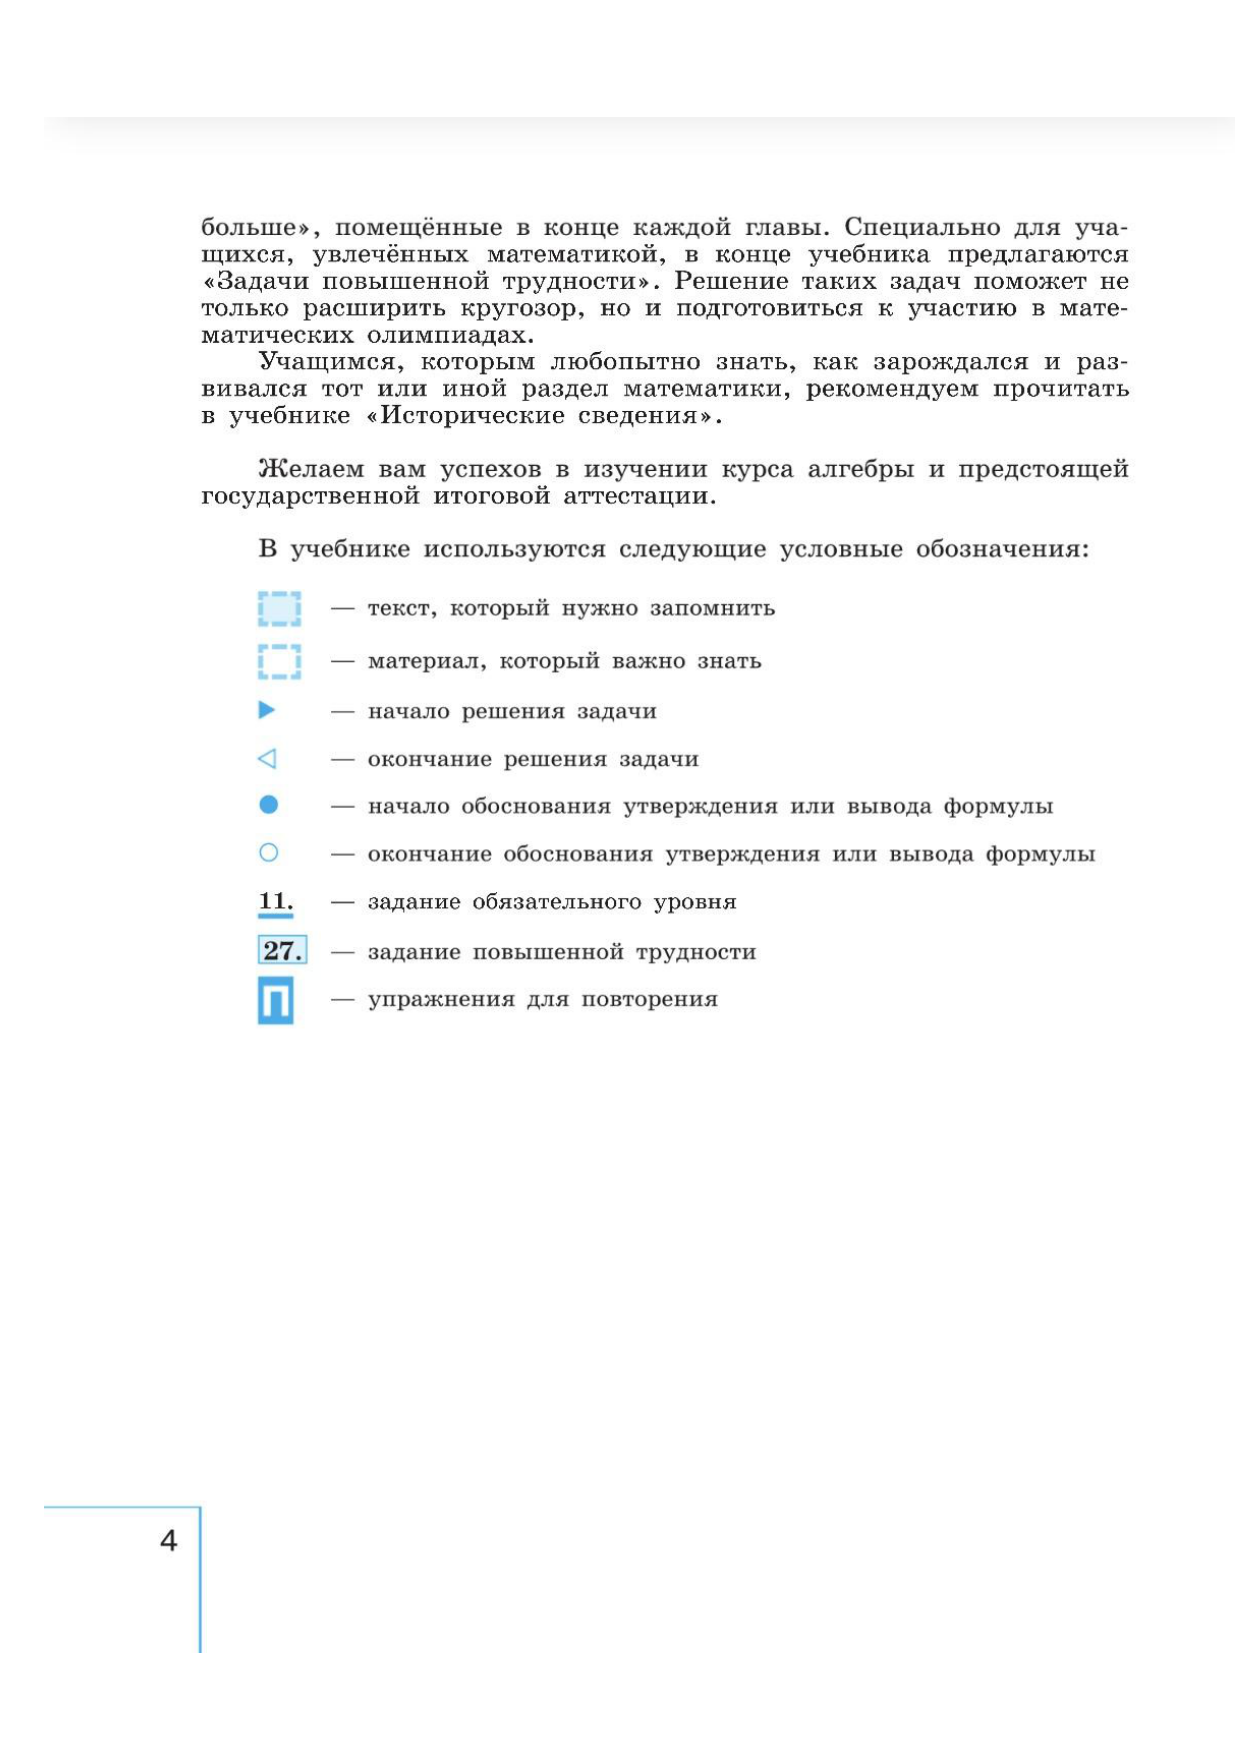 больше», помещённые в конце каждой главы. Специально для уча-
щихся, увлечённых математикой, в конце учебника предлагаются
«Задачи повышенной трудности». Решение таких задач поможет не
только расширить кругозор, но и подготовиться к участию в мате-
матических олимпиадах.
Учащимся, которым любопытно знать, как зарождался и раз-
вивался тот или иной раздел математики, рекомендуем прочитать
в учебнике «Исторические сведения».
Желаем вам успехов в изучении курса алгебры и предстоящей
государственной итоговой аттестации.
В учебнике используются следующие условные обозначения:
— текст, который нужно запомнить
— материал, который важно знать
— начало решения задачи
— окончание решения задачи
— начало обоснования утверждения или вывода формулы
— окончание обоснования утверждения или вывода формулы
11. — задание обязательного уровня
27. — задание повышенной трудности
П — упражнения для повторения
4